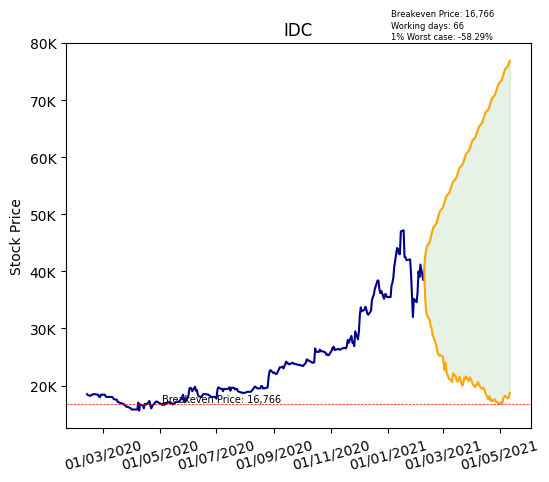 Breakeven Price: 16,766
Working days: 66
1% Worst case: -58.29%
IDC
80K
70K
60K
50K
40K
30K
20K
Stock Price
Breakeven Price: 16,766
01/03/2020 01/05/2020 01/07/2020 01/09/2020 01/11/2020 01/01/2021 01/03/2021 01/05/2021